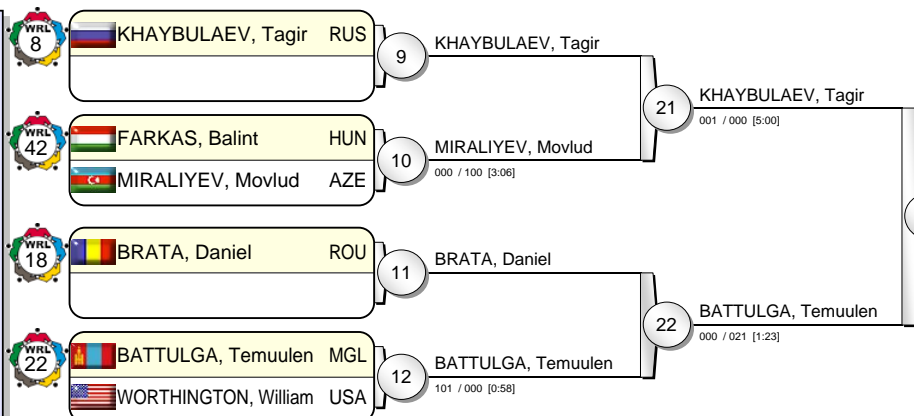 WRL
8
KHAYBULAEV, Tagir RUS
9
KHAYBULAEV, Tagir
21
KHAYBULAEV, Tagir
001 / 000 [5:00]
WRL
42
FARKAS, Balint HUN
MIRALIYEV, Movlud AZE
10
MIRALIYEV, Movlud
000 / 100 [3:06]
WRL
18
BRATA, Daniel ROU
11
BRATA, Daniel
22
BATTULGA, Temuulen
000 / 021 [1:23]
WRL
22
BATTULGA, Temuulen MGL
WORTHINGTON, William USA
12
BATTULGA, Temuulen
101 / 000 [0:58]